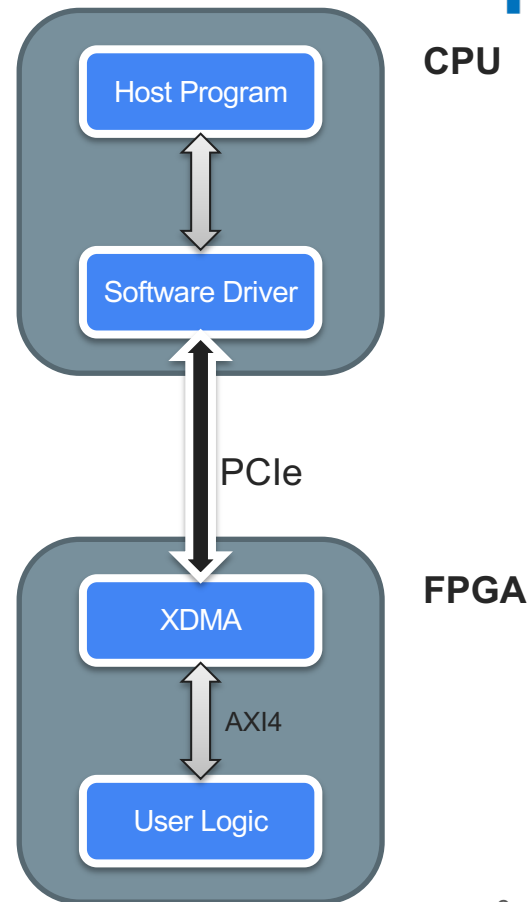 CPU
Host Program
Software Driver
PCIe
FPGA
XDMA
AXI4
User Logic